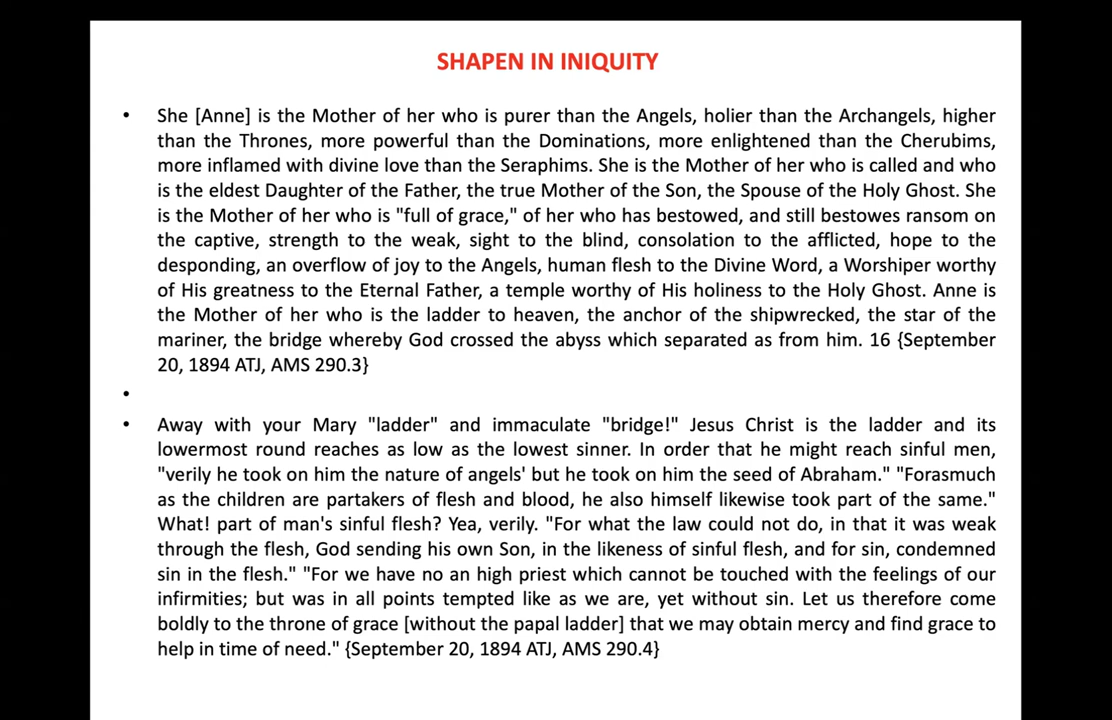 SHAPEN IN INIQUITY
• She [Anne] is the Mother of her who is purer than the Angels, holier than the Archangels, higher
than the Thrones, more powerful than the Dominations, more enlightened than the Cherubims,
more inflamed with divine love than the Seraphims. She is the Mother of her who is called and who
is the eldest Daughter of the Father, the true Mother of the Son, the Spouse of the Holy Ghost. She
is the Mother of her who is "full of grace," of her who has bestowed, and still bestowes ransom on
the captive, strength to the weak, sight to the blind, consolation to the afflicted, hope to the
desponding, an overflow of joy to the Angels, human flesh to the Divine Word, a Worshiper worthy
of His greatness to the Eternal Father, a temple worthy of His holiness to the Holy Ghost. Anne is
the Mother of her who is the ladder to heaven, the anchor of the shipwrecked, the star of the
mariner, the bridge whereby God crossed the abyss which separated as from him. 16 {September
20, 1894 ATJ, AMS 290.3}
•
• Away with your Mary "ladder" and immaculate "bridge!" Jesus Christ is the ladder and its
lowermost round reaches as low as the lowest sinner. In order that he might reach sinful men,
"verily he took on him the nature of angels' but he took on him the seed of Abraham." "Forasmuch
as the children are partakers of flesh and blood, he also himself likewise took part of the same."
What! part of man's sinful flesh? Yea, verily. "For what the law could not do, in that it was weak
through the flesh, God sending his own Son, in the likeness of sinful flesh, and for sin, condemned
sin in the flesh." "For we have no an high priest which cannot be touched with the feelings of our
infirmities; but was in all points tempted like as we are, yet without sin. Let us therefore come
boldly to the throne of grace [without the papal ladder] that we may obtain mercy and find grace to
help in time of need." {September 20, 1894 ATJ, AMS 290.4}